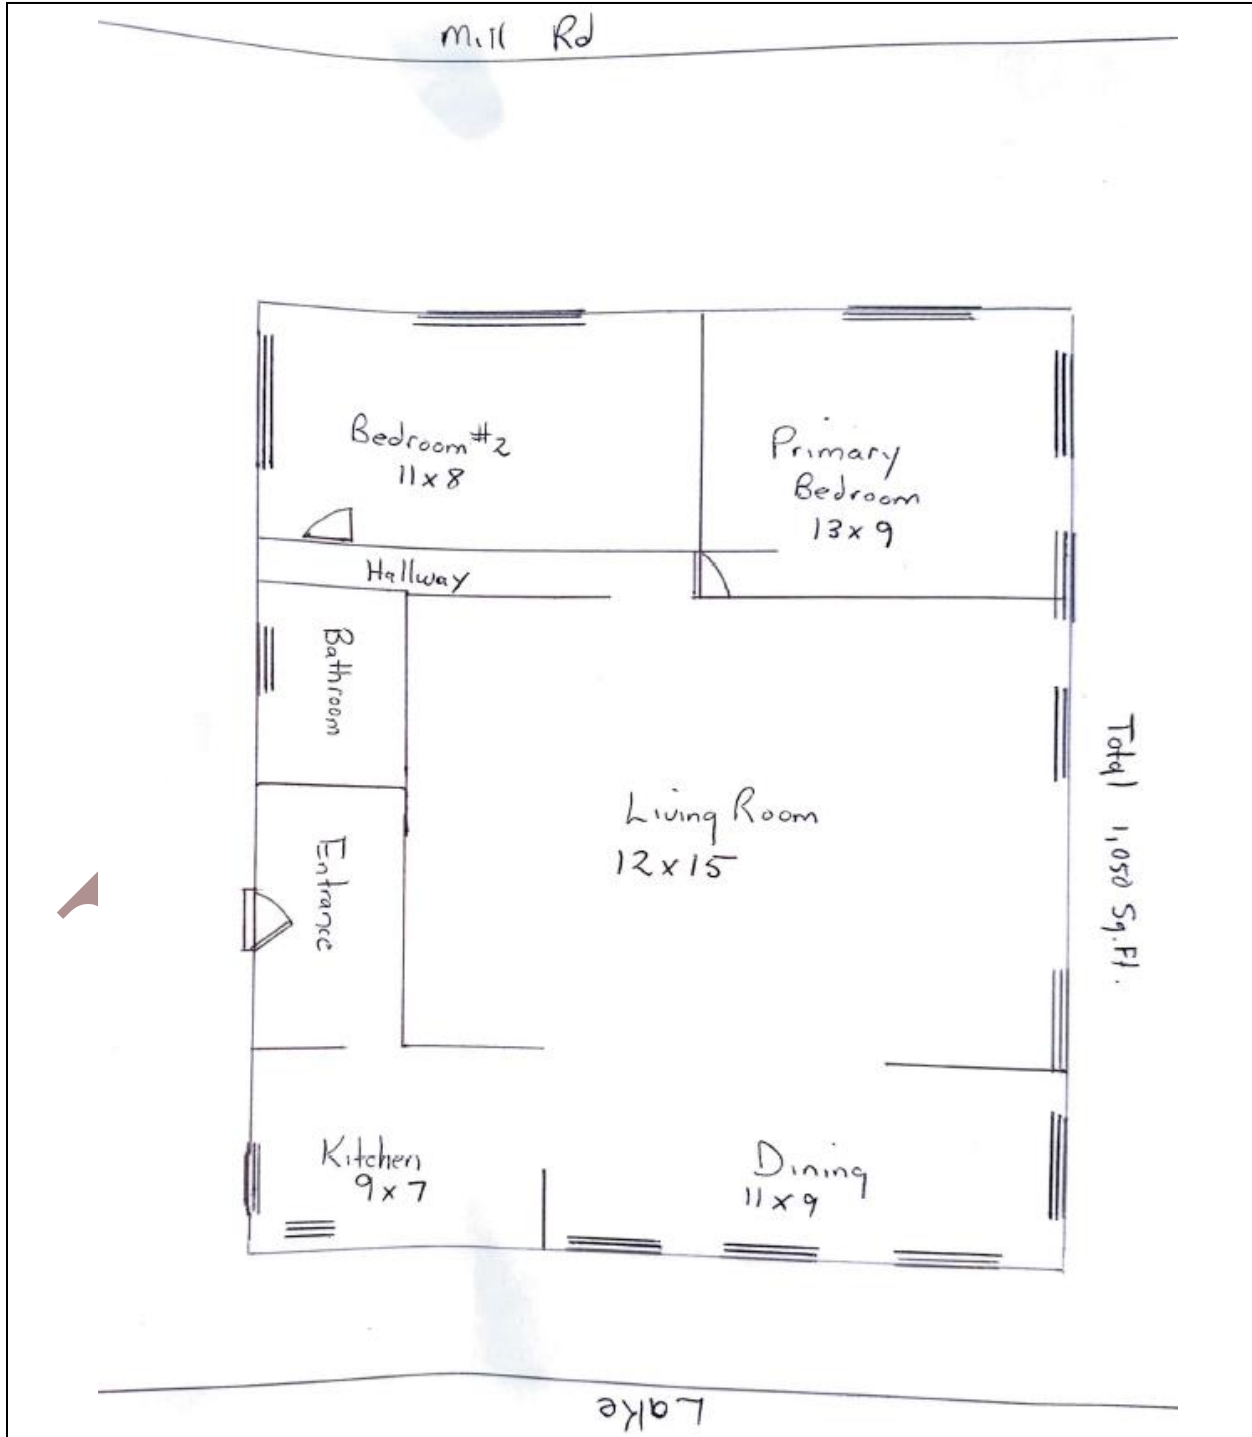 Mill Rd
Bedroom #2
11 x 8
Primary
Bedroom
13 x 9
Hallway
Bathroom
Living Room
12 x 15
Entrance
Total 1,050 Sq.Ft.
Kitchen
9 x 7
Dining
11 x 9
Lake